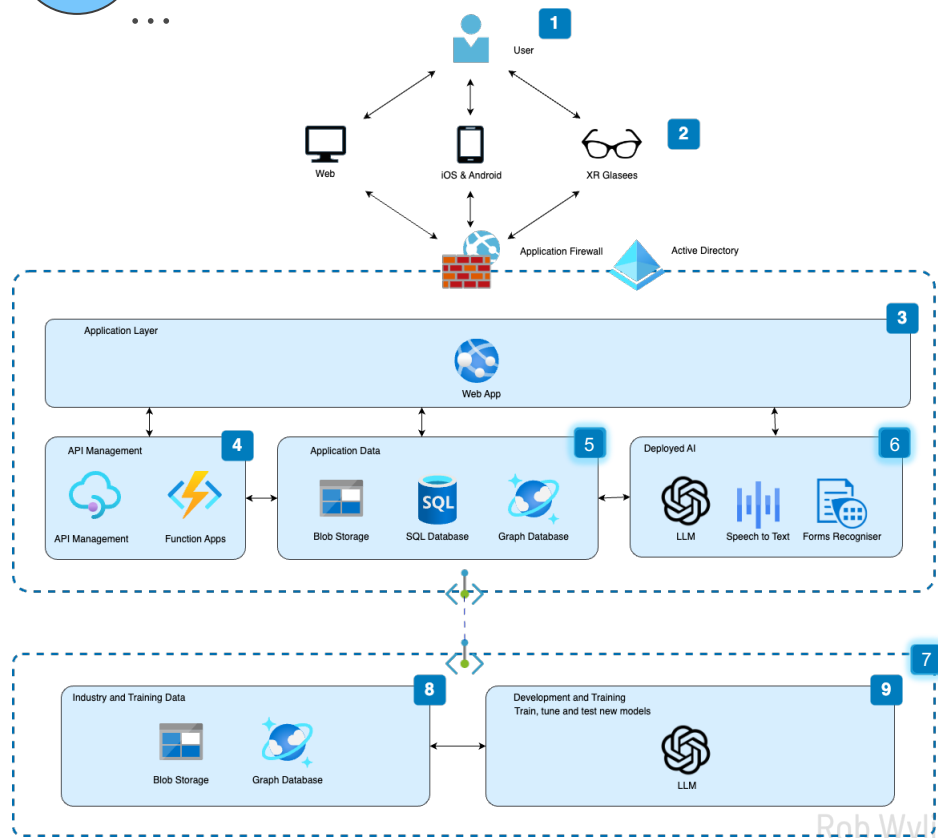 ...
1
User
2
Web
iOS & Android
XR Glasees
Application Firewall
Active Directory
3
Application Layer
Web App
4
API Management
API Management
Function Apps
5
Application Data
Blob Storage
SQL
SQL Database
Graph Database
6
Deployed AI
LLM
Speech to Text
Forms Recogniser
7
8
Industry and Training Data
Blob Storage
Graph Database
9
Development and Training
Train, tune and test new models
LLM
Rob